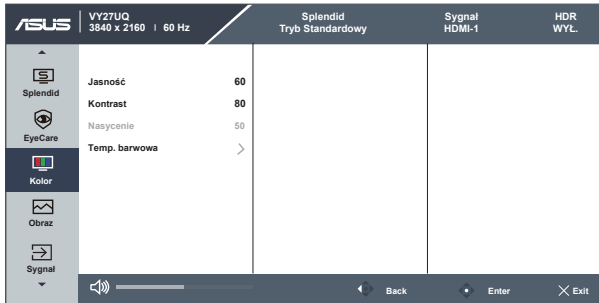 ASUS
VY27UQ
3840 x 2160 | 60 Hz
Splendid
Tryb Standardowy
Sygnał
HDMI-1
HDR
WYŁ.
Splendid
EyeCare
Kolor
Obraz
Sygnał
Jasność 60
Kontrast 80
Nasycenie 50
Temp. barwowa
Back
Enter
Exit